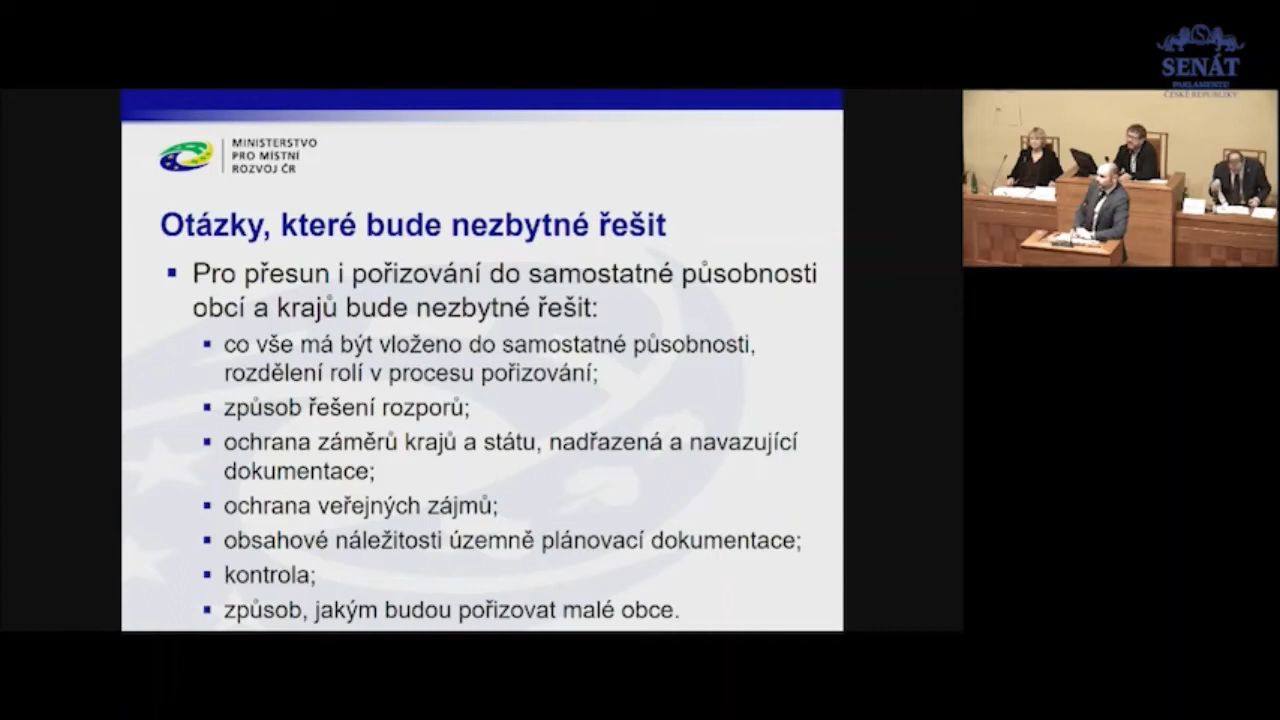 SENÁT
PARLAMENTU
ČESKÉ REPUBLIKY
MINISTERSTVO
PRO MÍSTNÍ
ROZVOJ ČR
Otázky, které bude nezbytné řešit
Pro přesun i pořizování do samostatné působnosti
obcí a krajů bude nezbytné řešit:
co vše má být vloženo do samostatné působnosti,
rozdělení rolí v procesu pořizování;
způsob řešení rozporů;
ochrana záměrů krajů a státu, nadřazená a navazující
dokumentace;
ochrana veřejných zájmů;
obsahové náležitosti územně plánovací dokumentace;
kontrola;
způsob, jakým budou pořizovat malé obce.